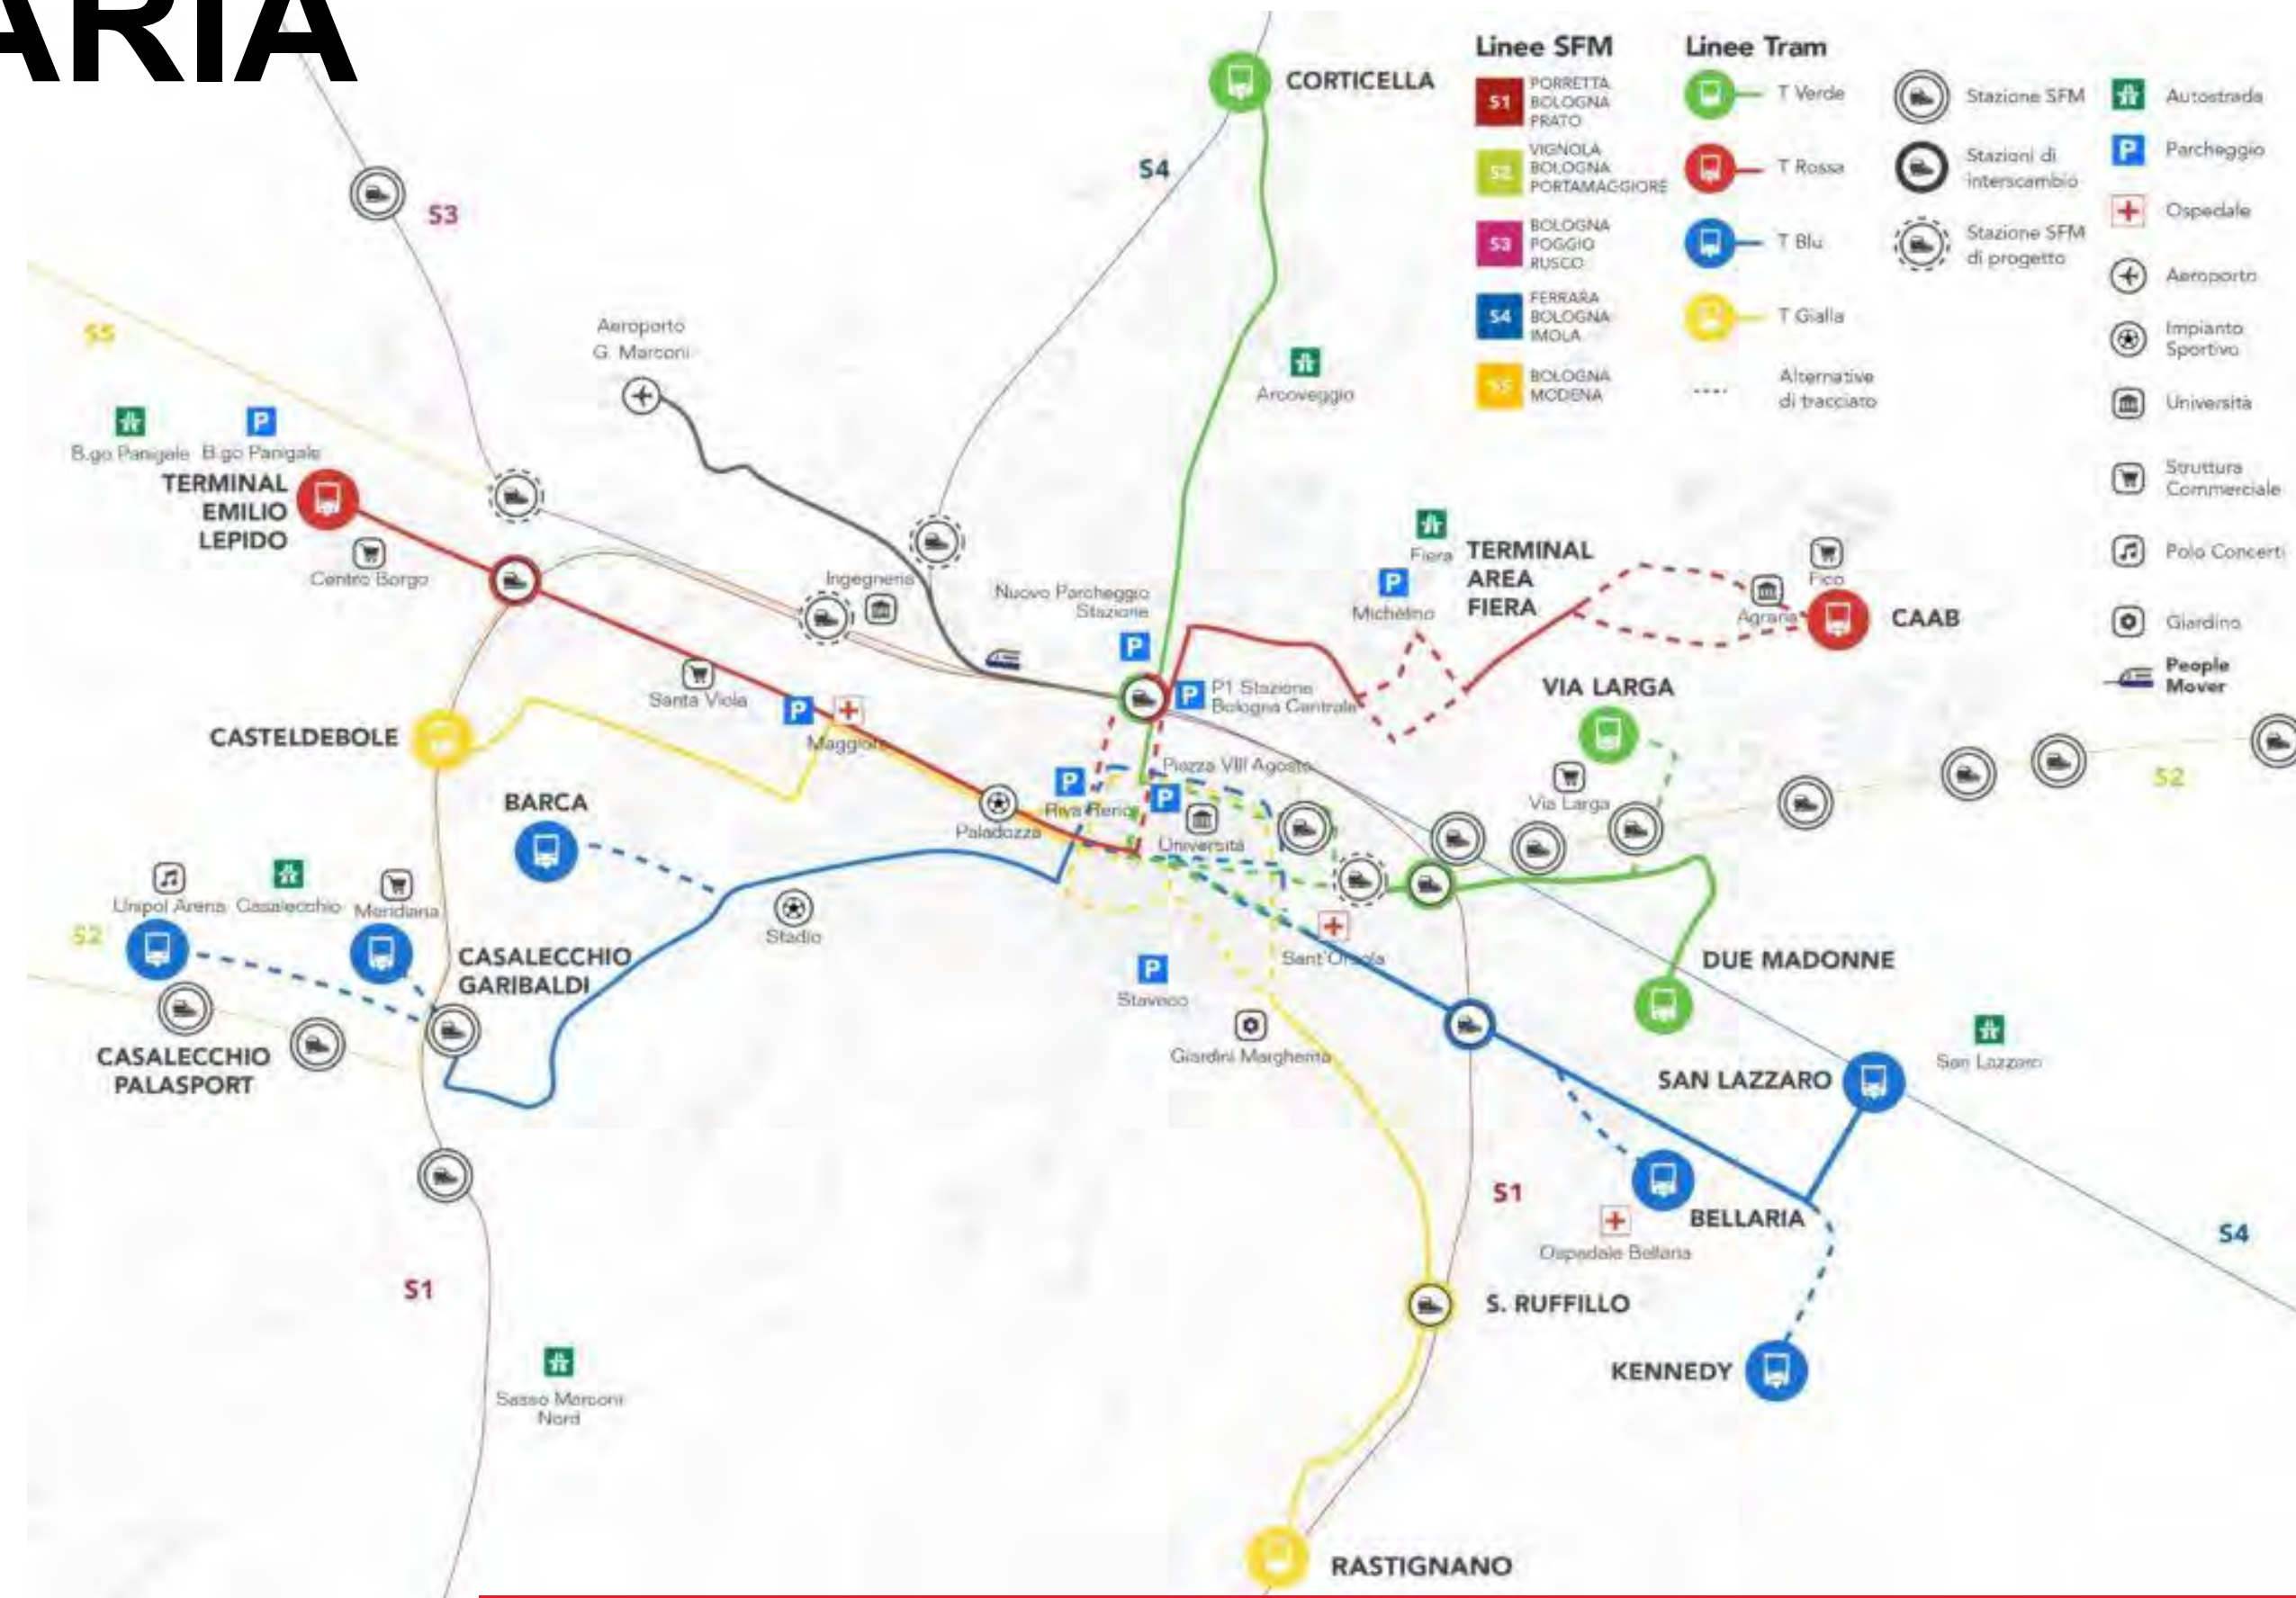 ARIA
Linee SFM
S1
PORRETTA
BOLOGNA
PRATO
S2
VIGNOLA
BOLOGNA
PORTAMAGGIORE
S3
BOLOGNA
POGGIO
RUSCO
S4
FERRARA
BOLOGNA
IMOLA
S5
BOLOGNA
MODENA
Linee Tram
T Verde
T Rossa
T Blu
T Gialla
Alternative
di tracciato
Stazione SFM
Stazioni di
interscambio
Stazione SFM
di progetto
Autostrada
P Parcheggio
Ospedale
Aeroporto
Impianto
Sportivo
Università
Struttura
Commerciale
Polo Concerti
Giardino
People
Mover
CORTICELLA
S4
S3
S5
Aeroporto
G. Marconi
Arcoveggio
P
B.go Panigale
B.go Panigale
TERMINAL
EMILIO
LEPIDO
Centro Borgo
Ingegneria
Nuovo Parcheggio
Stazione
P
Fiera
P
Michelino
TERMINAL
AREA
FIERA
Fico
Agraria
CAAB
Santa Viola
P
Maggiore
P
P1 Stazione
Bologna Centrale
VIA LARGA
Via Larga
S2
CASTELDEBOLE
BARCA
Paladozza
P
Riva Reno
Piazza VIII Agosto
P
Università
Unipol Arena
Casalecchio
Meridiana
S2
CASALECCHIO
GARIBALDI
Stadio
Sant'Orsola
P
Staveco
DUE MADONNE
CASALECCHIO
PALASPORT
Giardini Margherita
SAN LAZZARO
San Lazzaro
S1
BELLARIA
Ospedale Bellaria
S4
S1
S. RUFFILLO
KENNEDY
Sasso Marconi
Nord
RASTIGNANO